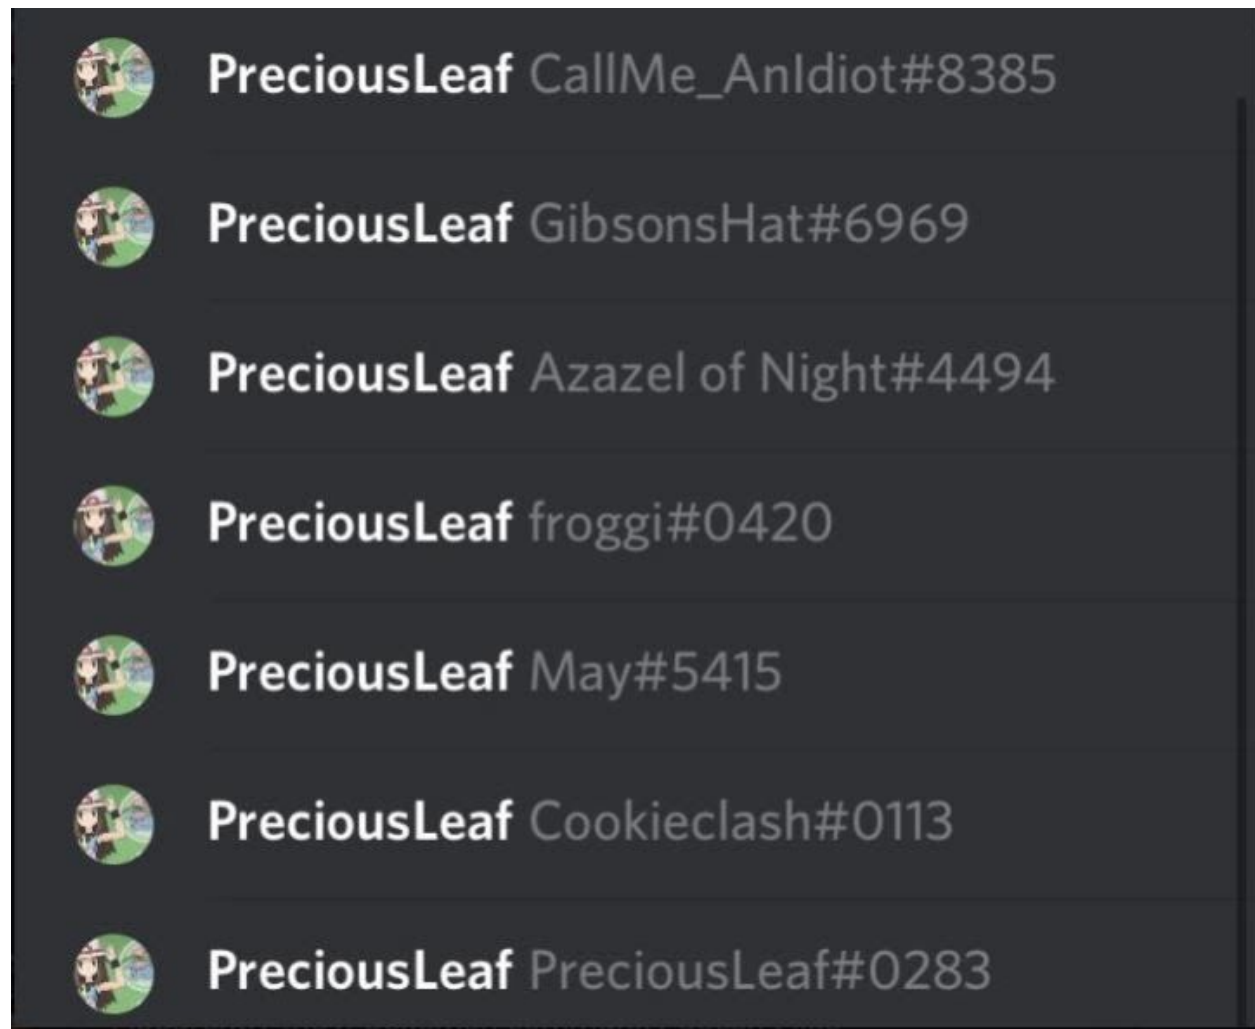 PreciousLeaf CallMe_AnIdiot#8385
PreciousLeaf GibsonsHat#6969
PreciousLeaf Azazel of Night#4494
PreciousLeaf froggi#0420
PreciousLeaf May#5415
PreciousLeaf Cookieclash#0113
PreciousLeaf PreciousLeaf#0283